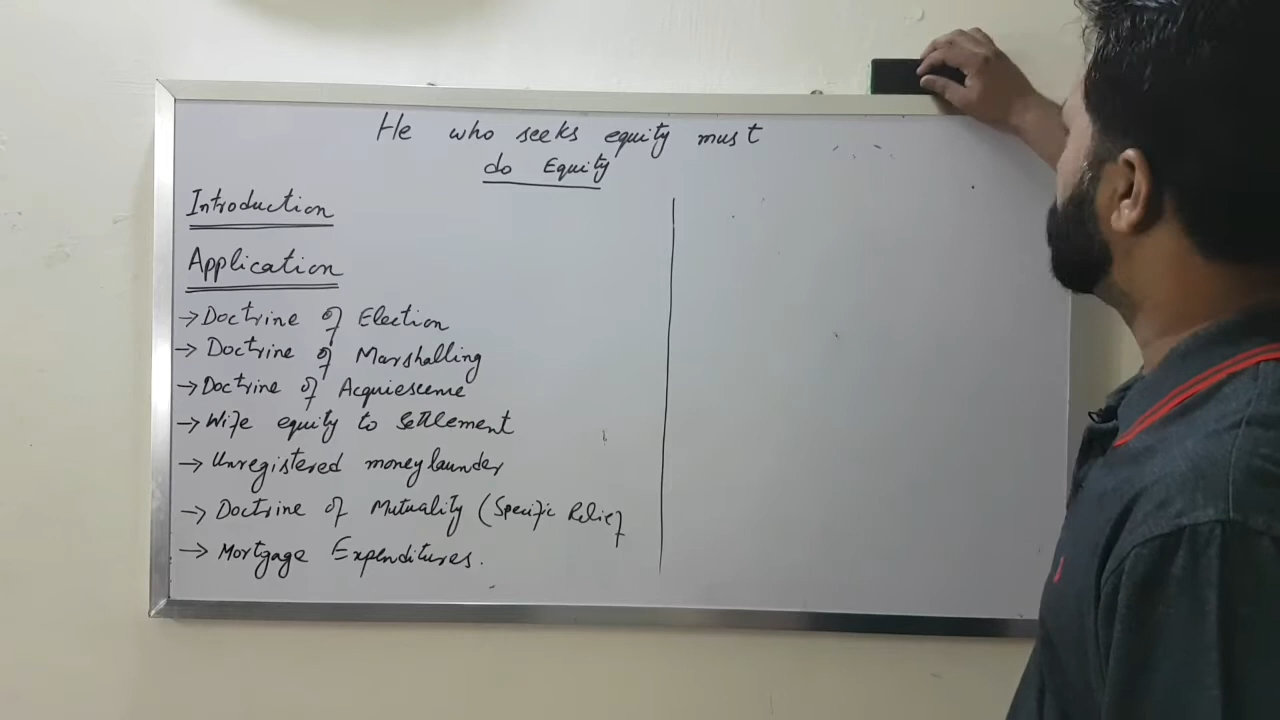 He who seeks equity must
do Equity
Introduction
Application
→ Doctrine of Election
→ Doctrine of Marshalling
→ Doctrine of Acquiesceme
→ Wife equity to Settlement
→ Unregistered money launder
→ Doctrine of Mutuality (Specific Relief
→ Mortgage Expenditures.